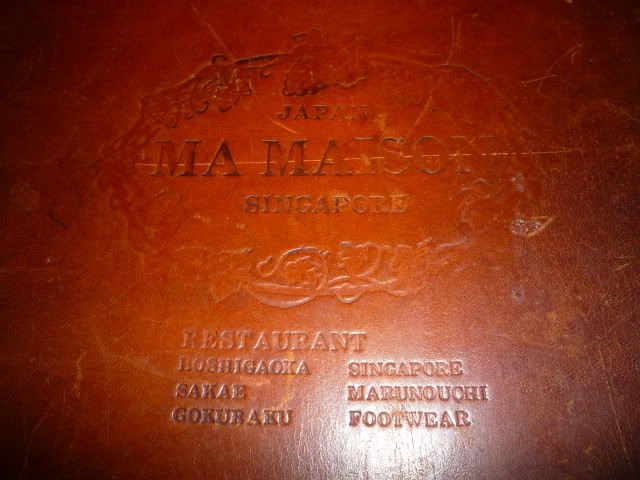 JAPAN
MA MAISON
SINGAPORE
RESTAURANT
HOSHIGAOKA SINGAPORE
SAKAE MARUNOUCHI
GOKURAKU FOOTWEAR